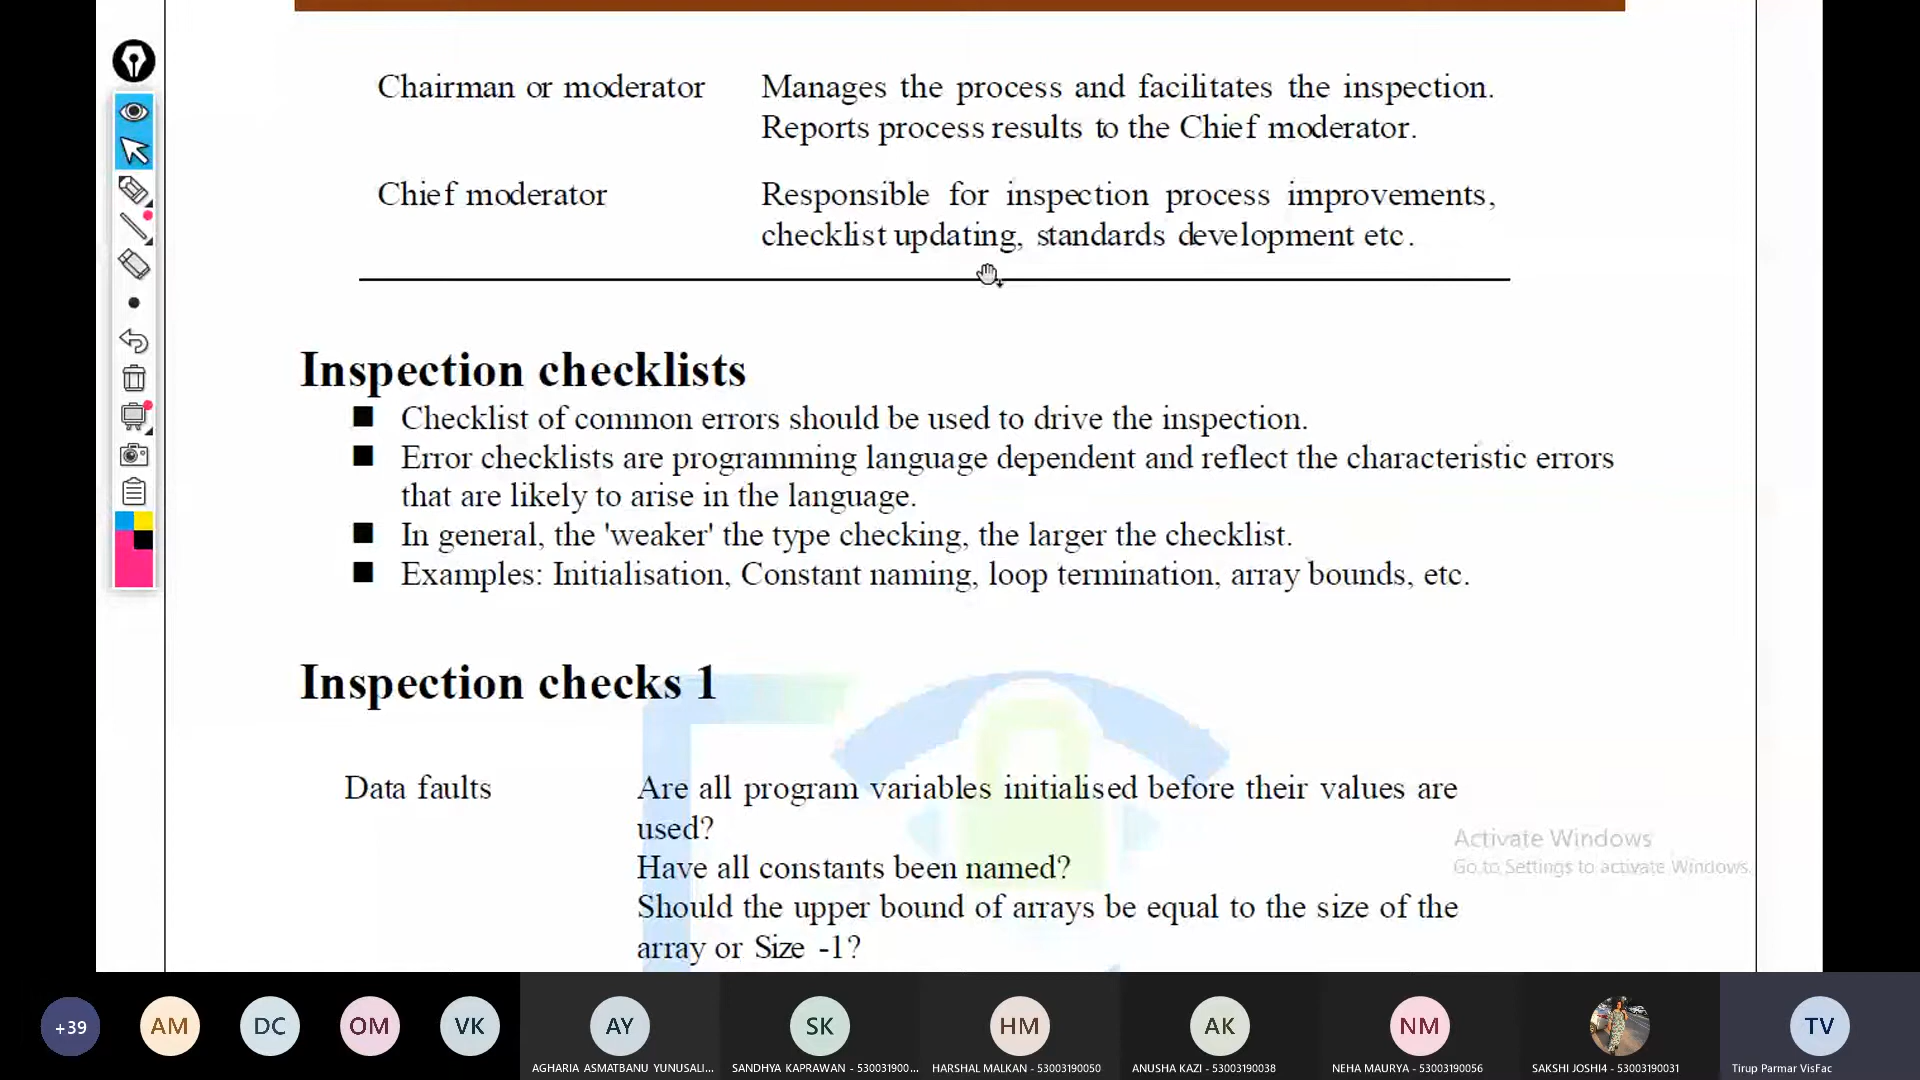 Chairman or moderator
Manages the process and facilitates the inspection.
Reports process results to the Chief moderator.
Chief moderator
Responsible for inspection process improvements,
checklist updating, standards development etc.
Inspection checklists
Checklist of common errors should be used to drive the inspection.
Error checklists are programming language dependent and reflect the characteristic errors
that are likely to arise in the language.
In general, the 'weaker' the type checking, the larger the checklist.
Examples: Initialisation, Constant naming, loop termination, array bounds, etc.
Inspection checks 1
Data faults
Are all program variables initialised before their values are
used?
Have all constants been named?
Should the upper bound of arrays be equal to the size of the
array or Size -1?
Activate Windows
Go to Settings to activate Windows.
+39
AM
DC
OM
VK
AY
SK
HM
AK
NM
TV
AGHARIA ASMATBANU YUNUSALI...
SANDHYA KAPRAWAN - 530031900...
HARSHAL MALKAN - 53003190050
ANUSHA KAZI - 53003190038
NEHA MAURYA - 53003190056
SAKSHI JOSHI4 - 53003190031
Tirup Parmar VisFac